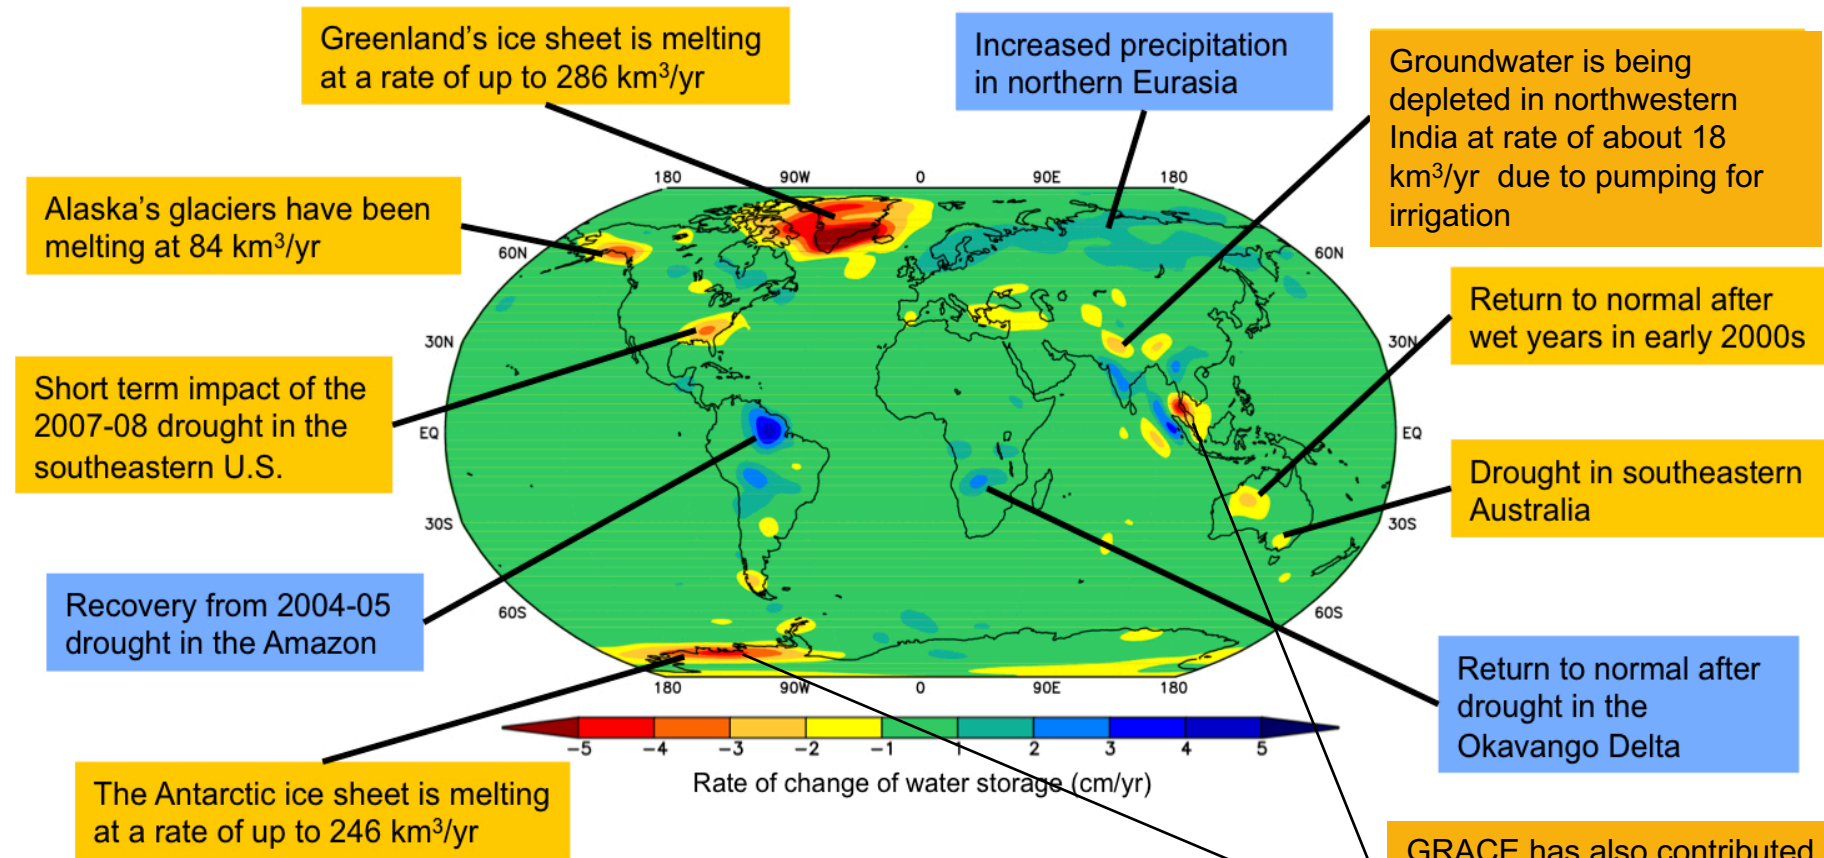 Greenland's ice sheet is melting
at a rate of up to 286 km³/yr
Increased precipitation
in northern Eurasia
Groundwater is being
depleted in northwestern
India at rate of about 18
km³/yr  due to pumping for
irrigation
Alaska's glaciers have been
melting at 84 km³/yr
Return to normal after
wet years in early 2000s
Short term impact of the
2007-08 drought in the
southeastern U.S.
Drought in southeastern
Australia
Recovery from 2004-05
drought in the Amazon
Return to normal after
drought in the
Okavango Delta
The Antarctic ice sheet is melting
at a rate of up to 246 km³/yr
GRACE has also contributed
180 90W 0 90E 180
60N 60N
30N 30N
EQ EQ
30S 30S
60S 60S
180 90W 0 90E 180
-5 -4 -3 -2 -1 1 2 3 4 5
Rate of change of water storage (cm/yr)